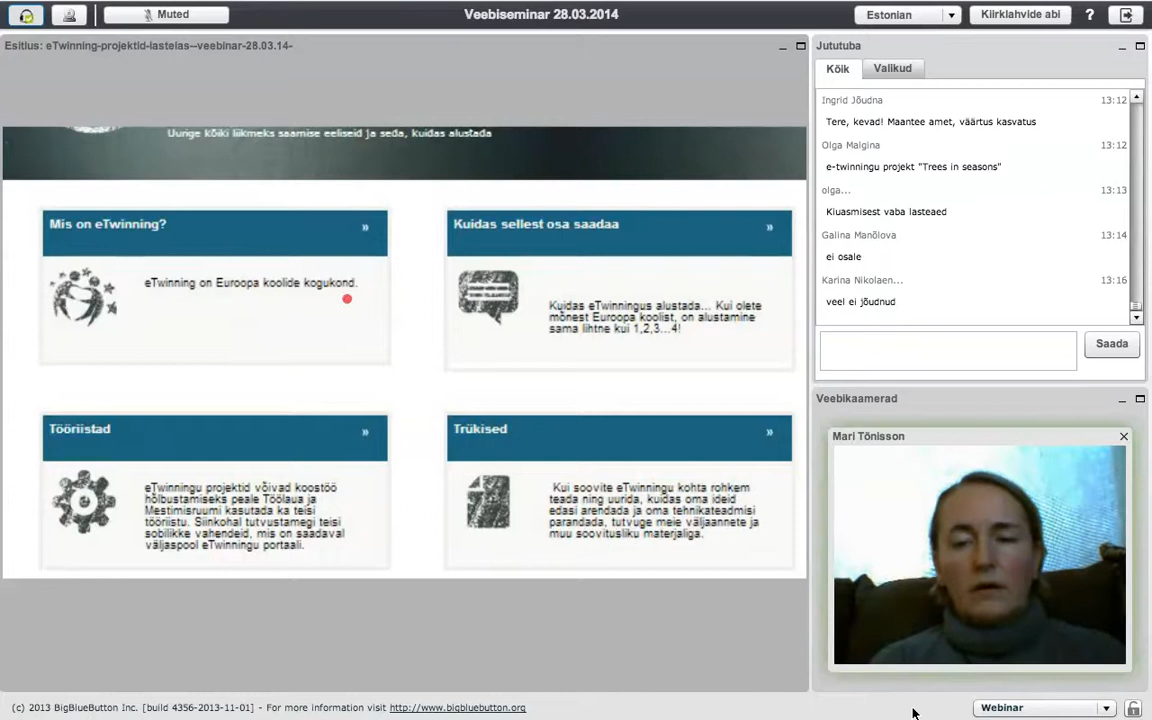 Muted
Veebiseminar 28.03.2014
Estonian
Kiirklahvide abi
?
Esitlus: eTwinning-projektid-lasteias--veebinar-28.03.14-
Uurige kõiki liikmeks saamise eeliseid ja seda, kuidas alustada
Mis on eTwinning? »
eTwinning on Euroopa koolide kogukond.
Kuidas sellest osa saadaa »
Kuidas eTwinningus alustada... Kui olete
mõnest Euroopa koolist, on alustamine
sama lihtne kui 1,2,3...4!
Tööriistad »
eTwinningu projektid võivad koostöö
hõlbustamiseks peale Töölaua ja
Mestimisruumi kasutada ka teisi
tööriistu. Siinkohal tutvustamegi teisi
sobilikke vahendeid, mis on saadaval
väljaspool eTwinningu portaali.
Trükised »
Kui soovite eTwinningu kohta rohkem
teada ning uurida, kuidas oma ideid
edasi arendada ja oma tehnikateadmisi
parandada, tutvuge meie väljaannete ja
muu soovitusliku materjaliga.
Jututuba
Kõik
Valikud
Ingrid Jõudna 13:12
Tere, kevad! Maantee amet, väärtus kasvatus
Olga Malgina 13:12
e-twinningu projekt "Trees in seasons"
olga... 13:13
Kiuasmisest vaba lasteaed
Galina Manõlova 13:14
ei osale
Karina Nikolaen... 13:16
veel ei jõudnud
Saada
Veebikaamerad
Mari Tõnisson
(c) 2013 BigBlueButton Inc. [build 4356-2013-11-01] - For more information visit http://www.bigbluebutton.org
Webinar